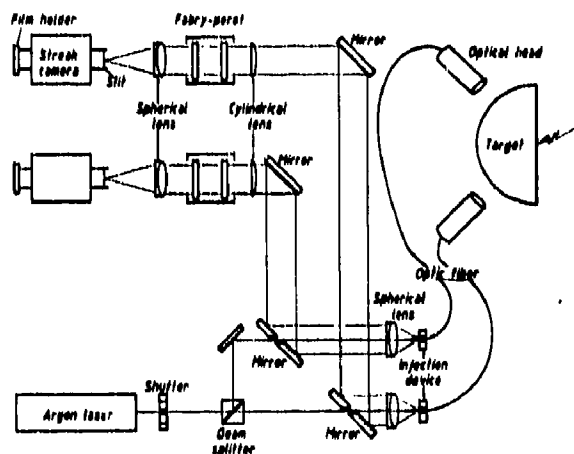 Film holder
Fabry-perot
Mirror
Optical head
Streak
camera
Slit
Spherical
lens
Cylindrical
lens
Target
Mirror
Optic fiber
Spherical
lens
Mirror
Injection
device
Shutter
Argon laser
Beam
splitter
Mirror